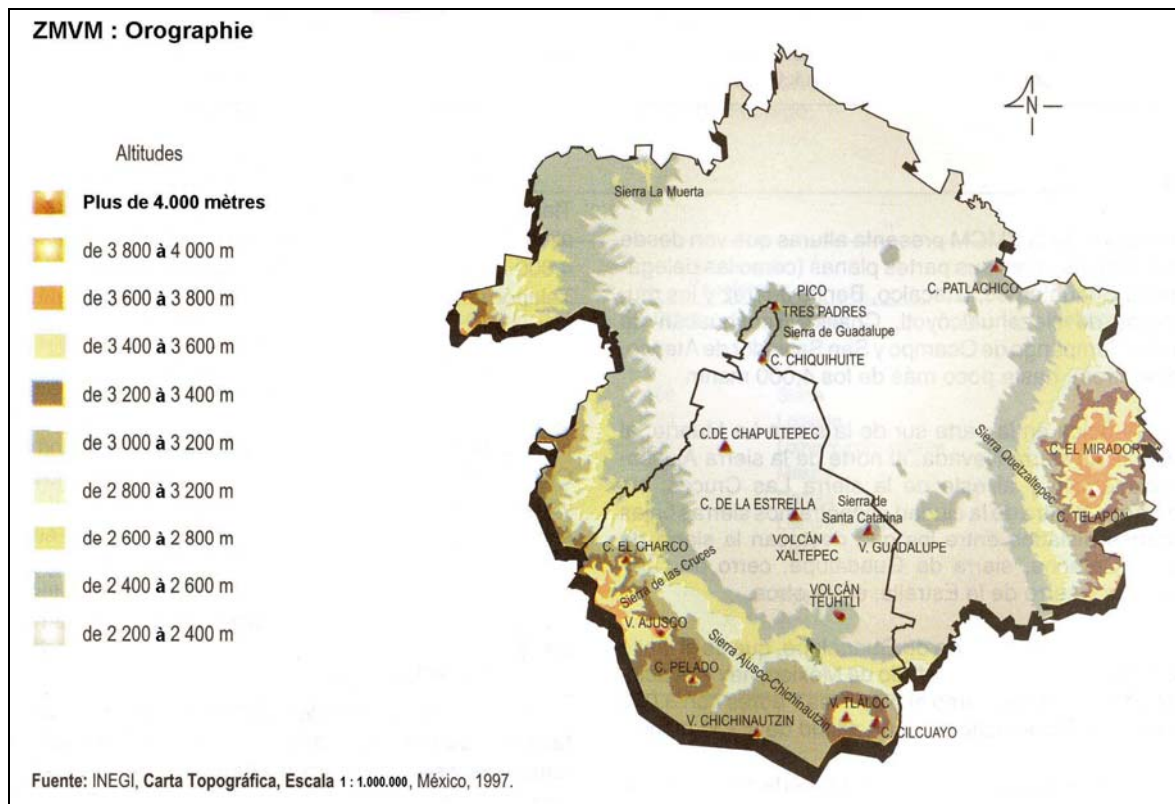 ZMVM : Orographie
Altitudes
Plus de 4.000 mètres
de 3 800 à 4 000 m
de 3 600 à 3 800 m
de 3 400 à 3 600 m
de 3 200 à 3 400 m
de 3 000 à 3 200 m
de 2 800 à 3 200 m
de 2 600 à 2 800 m
de 2 400 à 2 600 m
de 2 200 à 2 400 m
N
Sierra La Muerta
C. PATLACHICO
PICO
TRES PADRES
Sierra de Guadalupe
C. CHIQUIHUITE
C.DE CHAPULTEPEC
Sierra Quetzaltepec
C. EL MIRADOR
C. TELAPÓN
C. DE LA ESTRELLA
Sierra de
Santa Catarina
VOLCÁN
XALTEPEC
V. GUADALUPE
C. EL CHARCO
Sierra de las Cruces
VOLCÁN
TEUHTLI
V. AJUSCO
C. PELADO
Sierra Ajusco-Chichinautzin
V. TLÁLOC
V. CHICHINAUTZIN
C. CILCUAYO
Fuente: INEGI, Carta Topográfica, Escala 1 : 1.000.000, México, 1997.